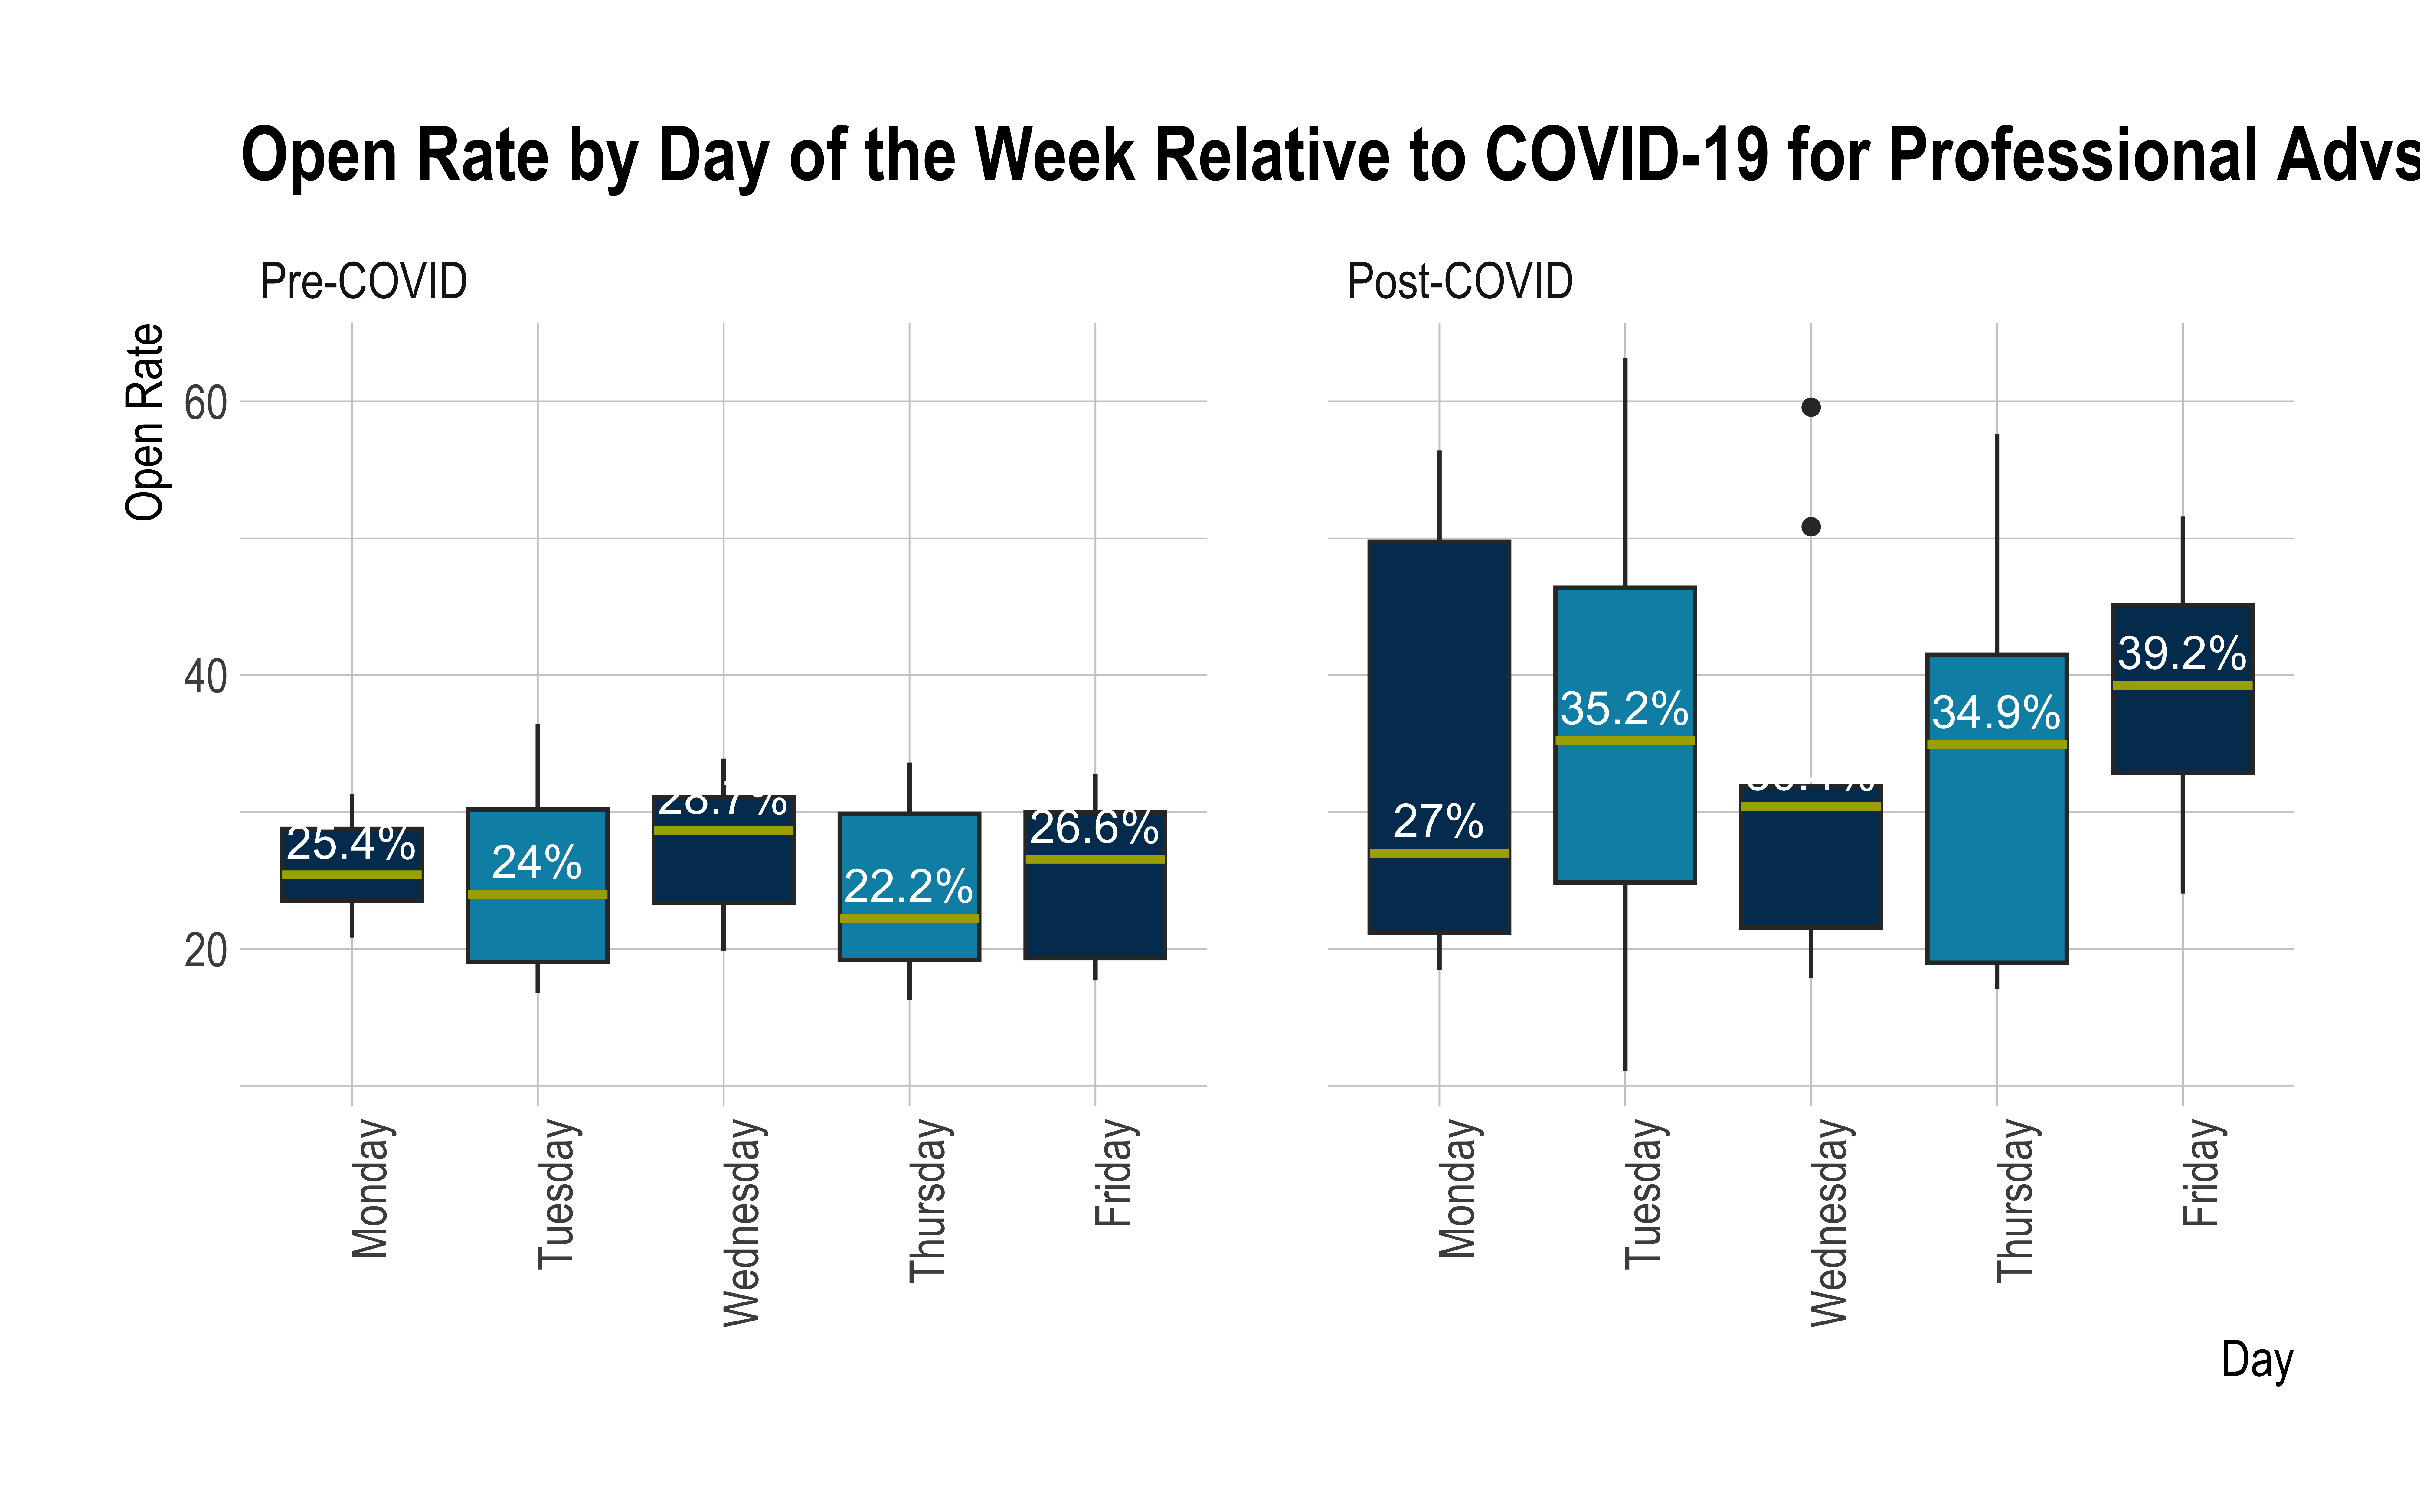 Open Rate by Day of the Week Relative to COVID-19 for Professional Advs
Pre-COVID
Post-COVID
Open Rate
60
40
20
25.4%
24%
28.7%
22.2%
26.6%
27%
35.2%
34.9%
39.2%
Monday
Tuesday
Wednesday
Thursday
Friday
Monday
Tuesday
Wednesday
Thursday
Friday
Day